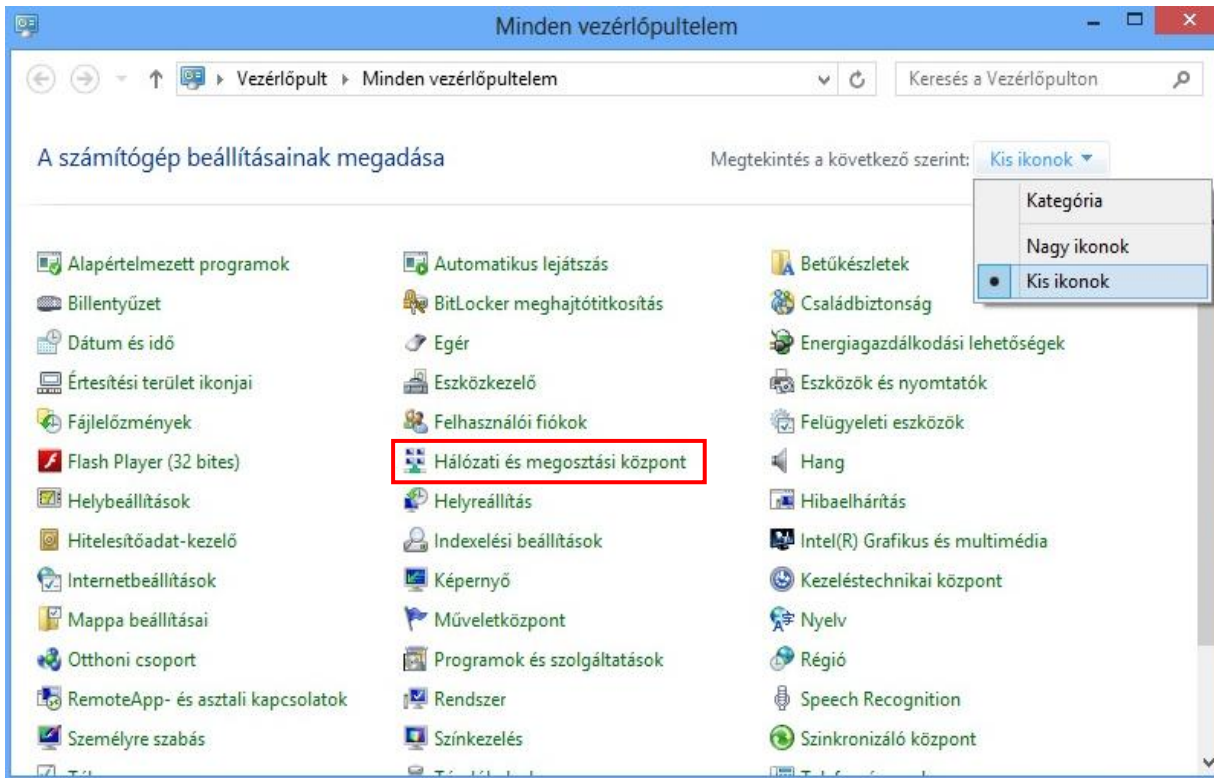 Minden vezérlőpultelem
Vezérlőpult Minden vezérlőpultelem Keresés a Vezérlőpulton
A számítógép beállításainak megadása Megtekintés a következő szerint: Kis ikonok
Kategória
Nagy ikonok
Kis ikonok
Alapértelmezett programok Automatikus lejátszás Betűkészletek
Billentyűzet BitLocker meghajtótitkosítás Családbiztonság
Dátum és idő Egér Energiagazdálkodási lehetőségek
Értesítési terület ikonjai Eszközkezelő Eszközök és nyomtatók
Fájlelőzmények Felhasználói fiókok Felügyeleti eszközök
Flash Player (32 bites) Hálózati és megosztási központ Hang
Helybeállítások Helyreállítás Hibaelhárítás
Hitelesítőadat-kezelő Indexelési beállítások Intel(R) Grafikus és multimédia
Internetbeállítások Képernyő Kezeléstechnikai központ
Mappa beállításai Műveletközpont Nyelv
Otthoni csoport Programok és szolgáltatások Régió
RemoteApp- és asztali kapcsolatok Rendszer Speech Recognition
Személyre szabás Színkezelés Szinkronizáló központ